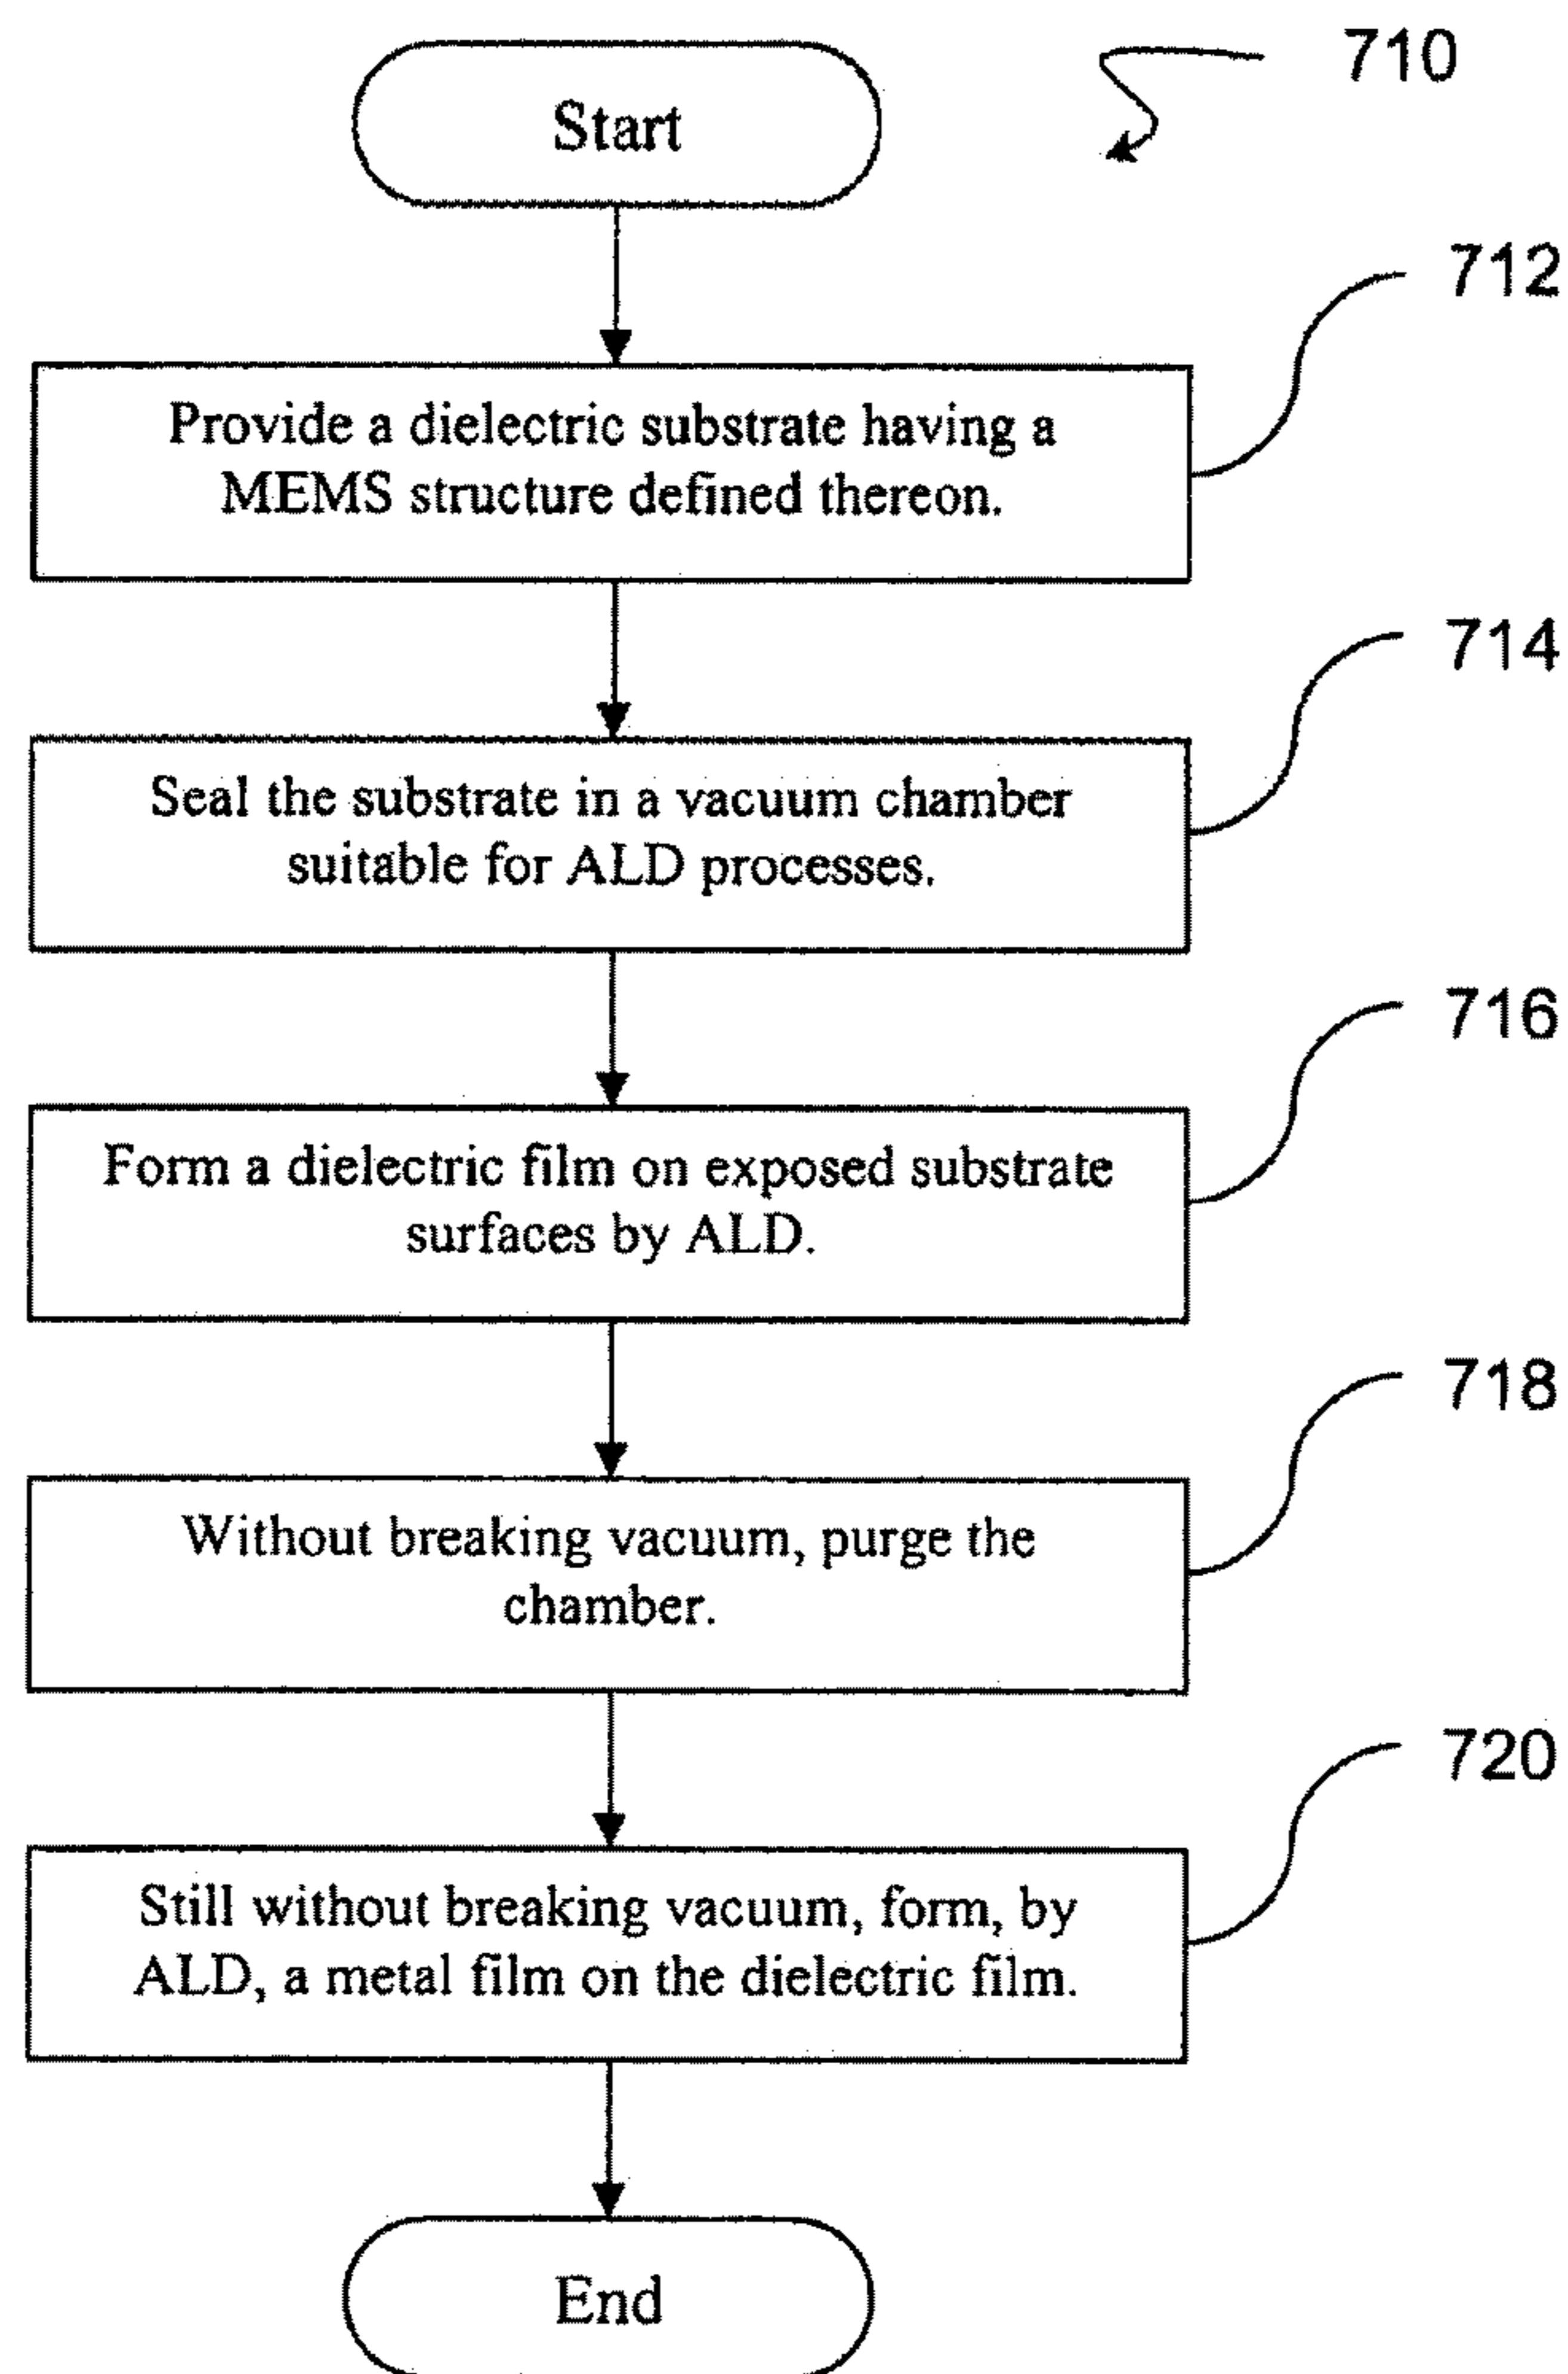 710
Start
712
Provide a dielectric substrate having a
MEMS structure defined thereon.
714
Seal the substrate in a vacuum chamber
suitable for ALD processes.
716
Form a dielectric film on exposed substrate
surfaces by ALD.
718
Without breaking vacuum, purge the
chamber.
720
Still without breaking vacuum, form, by
ALD, a metal film on the dielectric film.
End